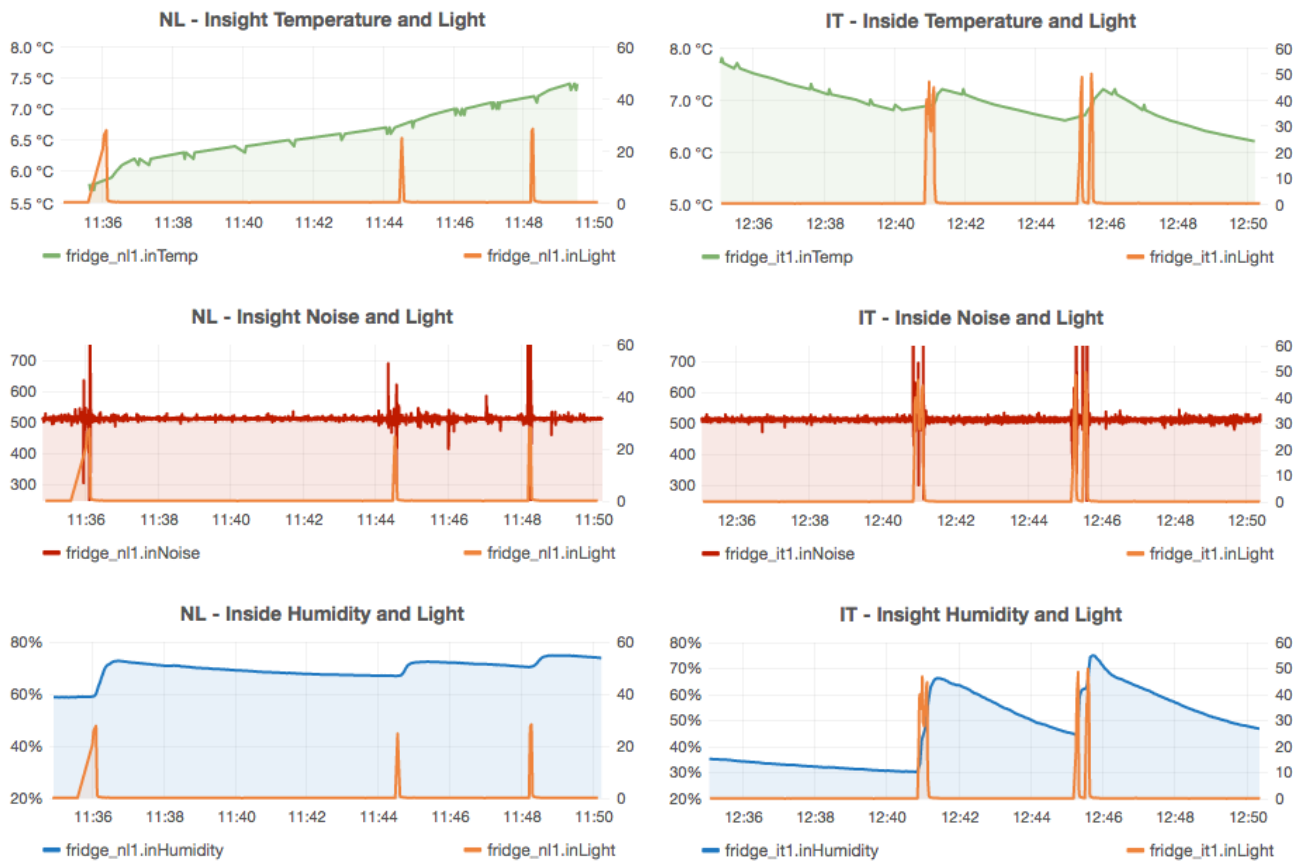 NL - Insight Temperature and Light
8.0 °C 60
7.5 °C
7.0 °C 40
6.5 °C
6.0 °C 20
5.5 °C 0
11:36 11:38 11:40 11:42 11:44 11:46 11:48 11:50
fridge_nl1.inTemp fridge_nl1.inLight
IT - Inside Temperature and Light
8.0 °C 60
50
7.0 °C 40
30
6.0 °C 20
10
5.0 °C 0
12:36 12:38 12:40 12:42 12:44 12:46 12:48 12:50
fridge_it1.inTemp fridge_it1.inLight
NL - Insight Noise and Light
60
700
600 40
500
400 20
300
0
11:36 11:38 11:40 11:42 11:44 11:46 11:48 11:50
fridge_nl1.inNoise fridge_nl1.inLight
IT - Inside Noise and Light
60
700
50
600 40
500 30
400 20
300 10
0
12:36 12:38 12:40 12:42 12:44 12:46 12:48 12:50
fridge_it1.inNoise fridge_it1.inLight
NL - Inside Humidity and Light
80% 60
60% 40
40% 20
20% 0
11:36 11:38 11:40 11:42 11:44 11:46 11:48 11:50
fridge_nl1.inHumidity fridge_nl1.inLight
IT - Insight Humidity and Light
80% 60
70% 50
60% 40
50% 30
40% 20
30% 10
20% 0
12:36 12:38 12:40 12:42 12:44 12:46 12:48 12:50
fridge_it1.inHumidity fridge_it1.inLight